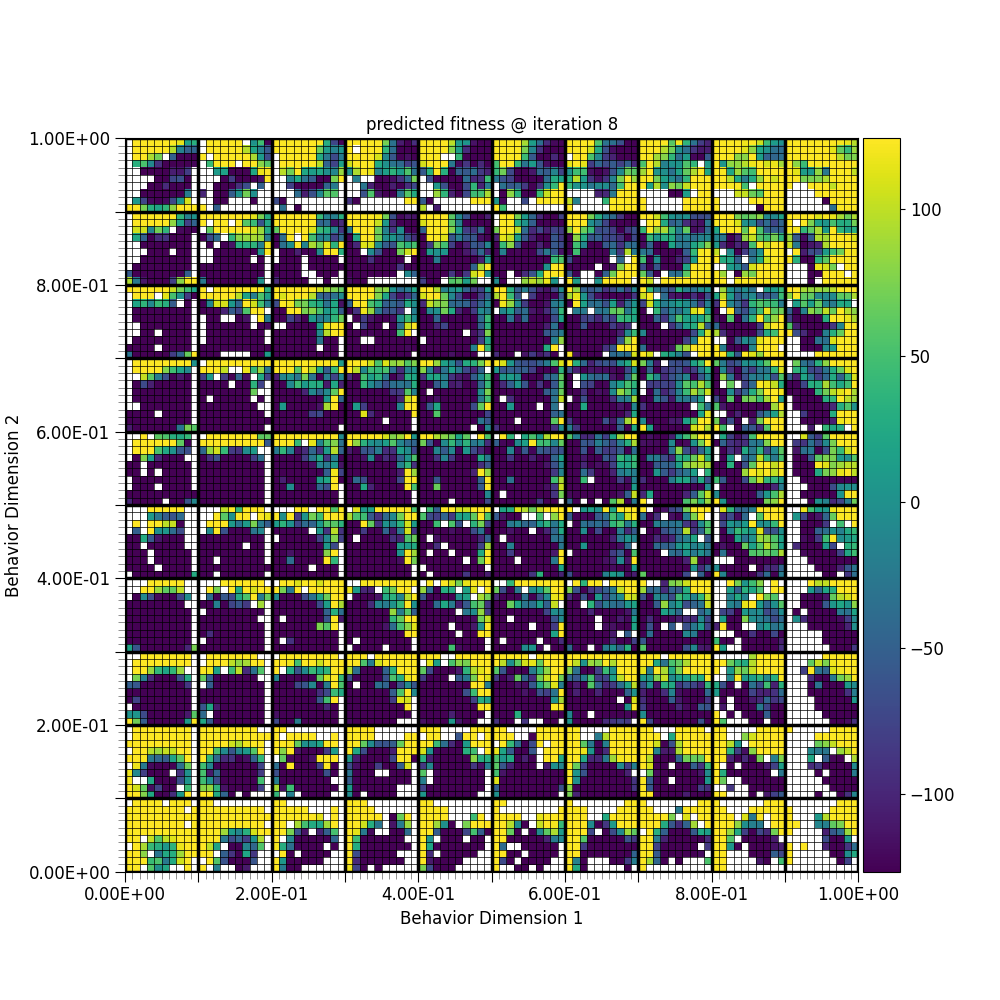 predicted fitness @ iteration 8
1.00E+00
8.00E-01
6.00E-01
4.00E-01
2.00E-01
0.00E+00
Behavior Dimension 2
0.00E+00 2.00E-01 4.00E-01 6.00E-01 8.00E-01 1.00E+00
Behavior Dimension 1
100
50
0
−50
−100